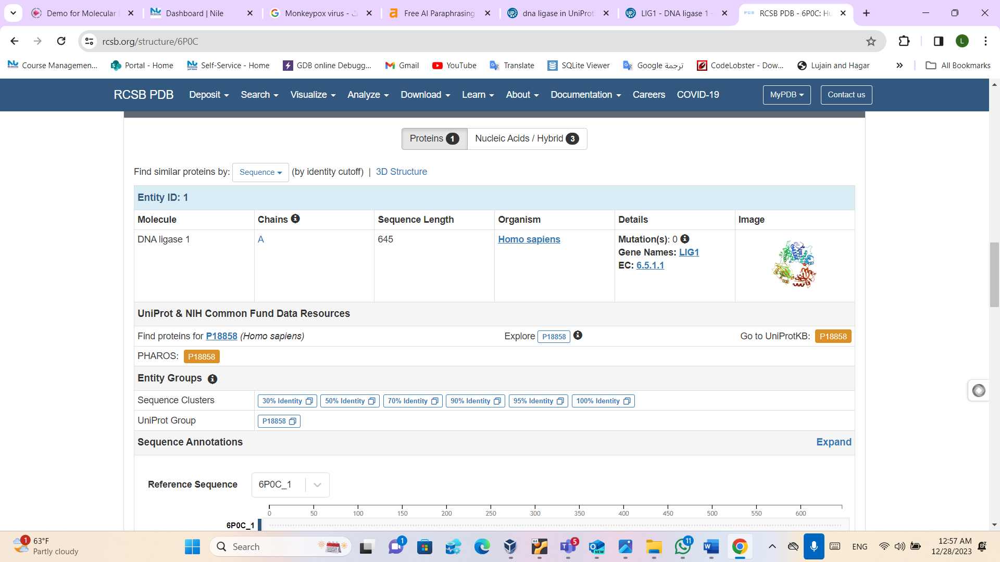 Demo for Molecular
Dashboard | Nile
Monkeypox virus -
Free AI Paraphrasing
dna ligase in UniProt
LIG1 - DNA ligase 1 -
RCSB PDB - 6P0C: Hu
rcsb.org/structure/6P0C
L
Course Managemen...
Portal - Home
Self-Service - Home
GDB online Debugg...
Gmail
YouTube
Translate
SQLite Viewer
Google ترجمة
CodeLobster - Dow...
Lujain and Hagar
All Bookmarks
RCSB PDB Deposit Search Visualize Analyze Download Learn About Documentation Careers COVID-19 MyPDB Contact us
Proteins 1 Nucleic Acids / Hybrid 3
Find similar proteins by: Sequence (by identity cutoff) | 3D Structure
Entity ID: 1
Molecule Chains Sequence Length Organism Details Image
DNA ligase 1 A 645 Homo sapiens Mutation(s): 0
Gene Names: LIG1
EC: 6.5.1.1
UniProt & NIH Common Fund Data Resources
Find proteins for P18858 (Homo sapiens) Explore P18858 Go to UniProtKB: P18858
PHAROS: P18858
Entity Groups
Sequence Clusters 30% Identity 50% Identity 70% Identity 90% Identity 95% Identity 100% Identity
UniProt Group P18858
Sequence Annotations Expand
Reference Sequence 6P0C_1
0 50 100 150 200 250 300 350 400 450 500 550 600
6P0C_1
1 63°F
Partly cloudy
Search
1
64
5
NEW
11
W
ENG
12:57 AM
12/28/2023